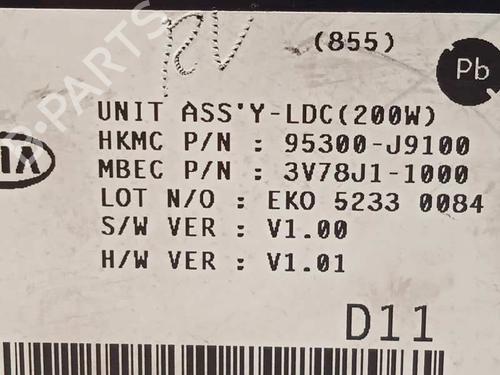 (855)
Pb
UNIT ASS'Y-LDC(200W)
HKMC P/N : 95300-J9100
MBEC P/N : 3V78J1-1000
LOT N/O : EKO 5233 0084
S/W VER : V1.00
H/W VER : V1.01
D11